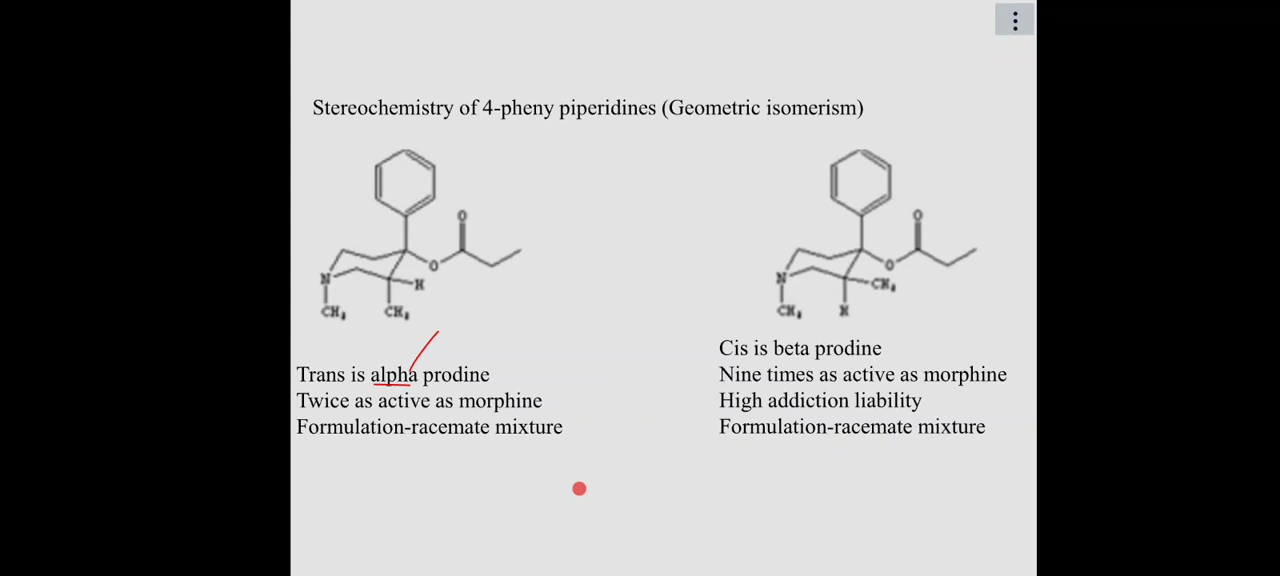 Stereochemistry of 4-pheny piperidines (Geometric isomerism)
O
O
N
H
CH₃
CH₃
Trans is alpha prodine
Twice as active as morphine
Formulation-racemate mixture
O
O
N
CH₃
CH₃
H
Cis is beta prodine
Nine times as active as morphine
High addiction liability
Formulation-racemate mixture